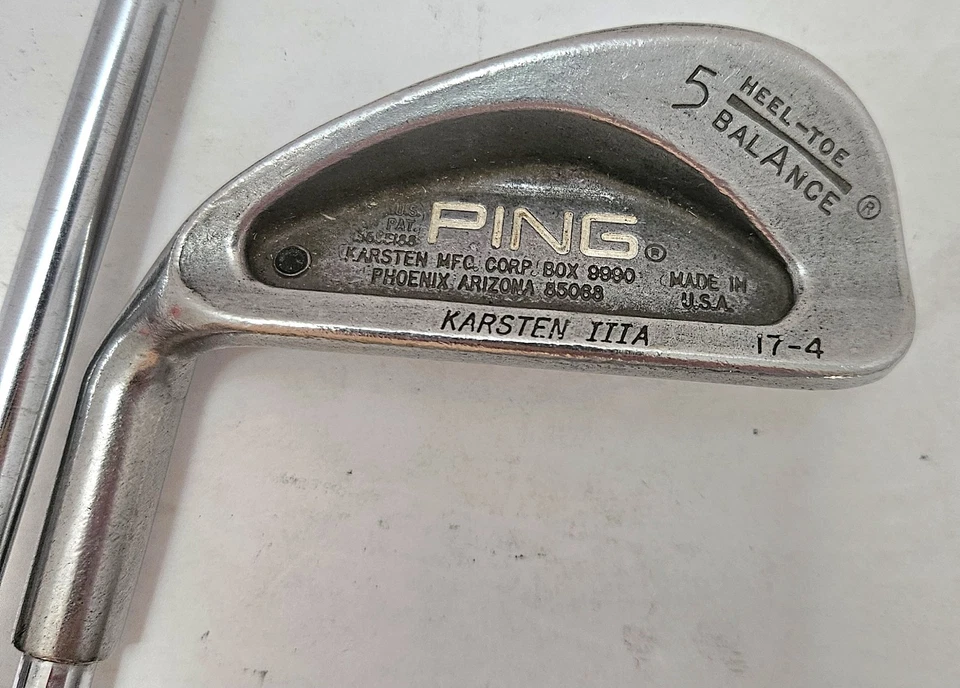 5 HEEL-TOE
BALANCE ®
U.S.
PAT.
PING ®
KARSTEN MFG. CORP. BOX 9990
PHOENIX, ARIZONA 85068
MADE IN
U.S.A.
KARSTEN IIIA
17-4